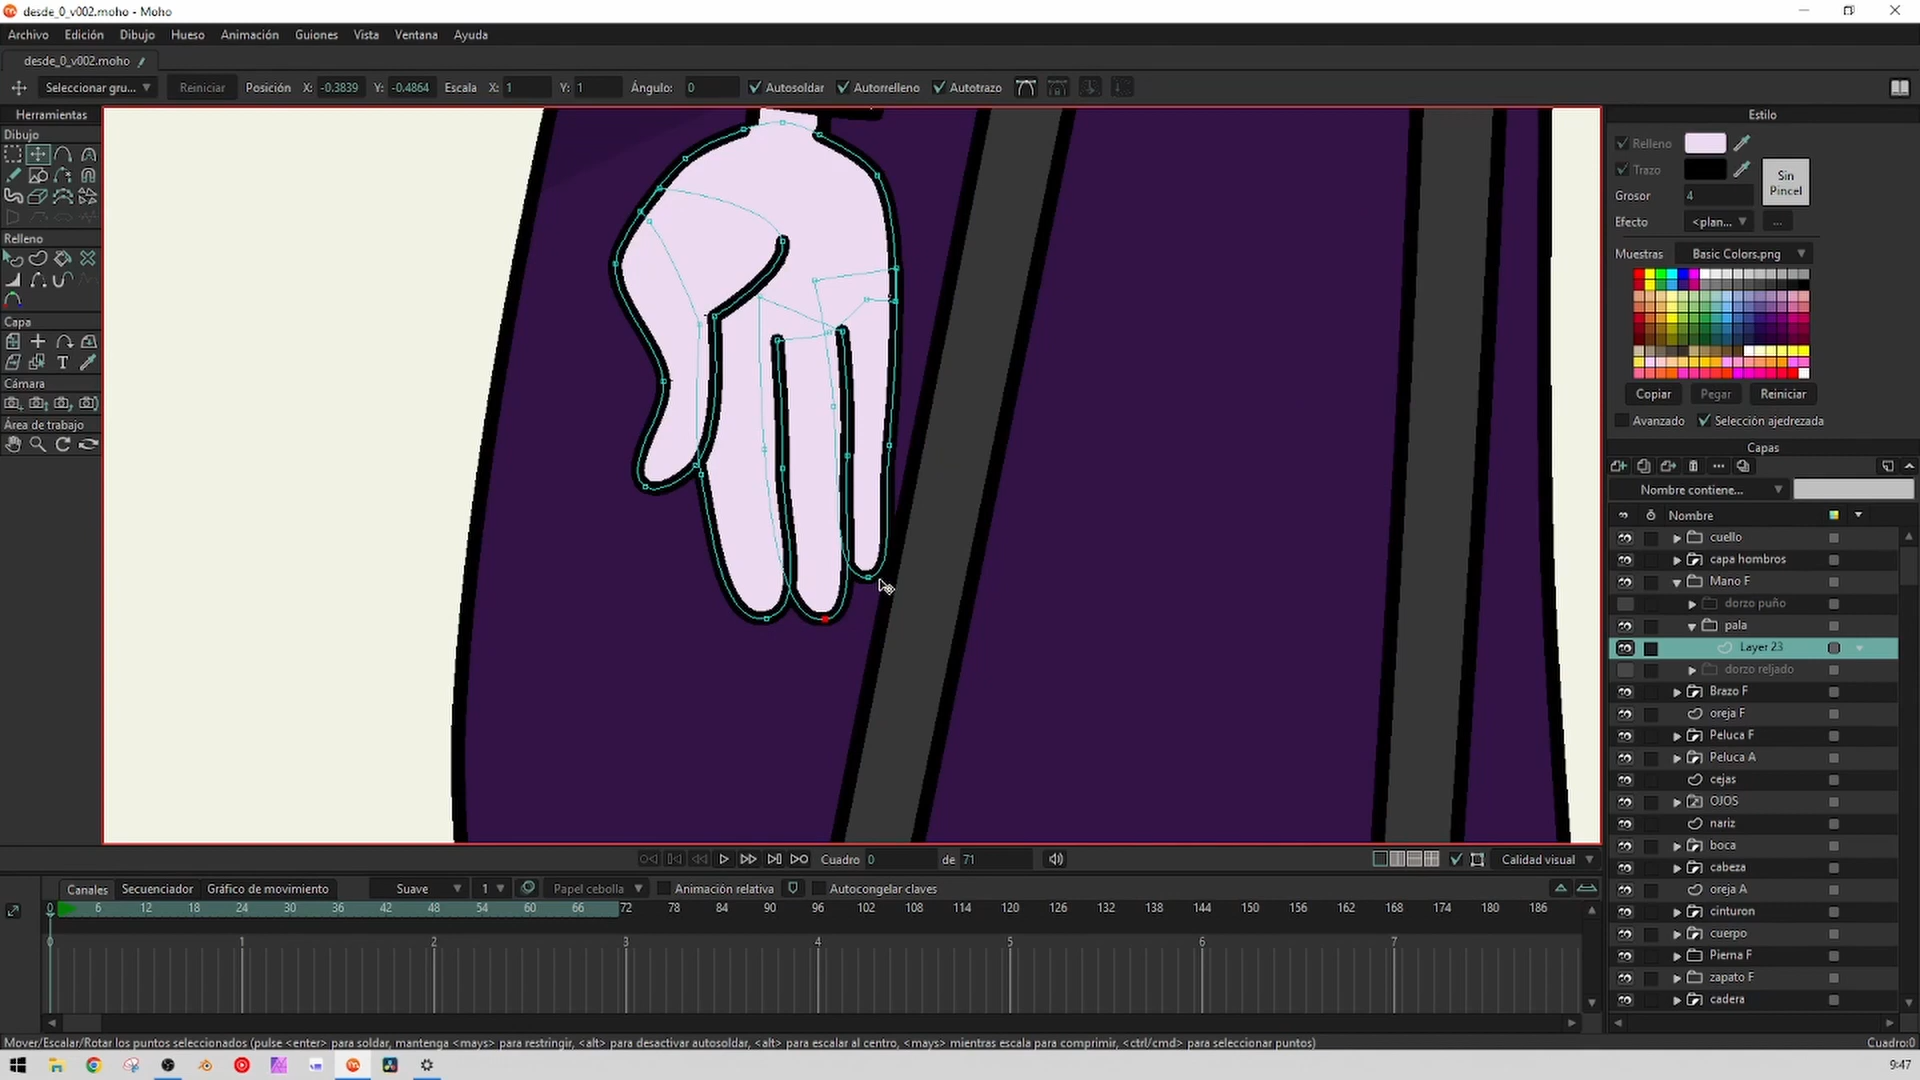 desde_0_v002.moho - Moho
Archivo Edición Dibujo Hueso Animación Guiones Vista Ventana Ayuda
desde_0_v002.moho
Seleccionar gru... Reiniciar Posición X: -0.3839 Y: -0.4864 Escala X: 1 Y: 1 Ángulo: 0 Autosoldar Autorrelleno Autotrazo
Herramientas
Dibujo
Relleno
Capa
Cámara
Área de trabajo
Estilo
Relleno
Trazo
Sin Pincel
Grosor 4
Efecto <plan... ...
Muestras Basic Colors.png
Copiar Pegar Reiniciar
Avanzado Selección ajedrezada
Capas
Nombre contiene...
Nombre
cuello
capa hombros
Mano F
dorzo puño
pala
Layer 23
dorzo reljado
Brazo F
oreja F
Peluca F
Peluca A
cejas
OJOS
nariz
boca
cabeza
oreja A
cinturon
cuerpo
Pierna F
zapato F
cadera
Cuadro 0 de 71 Calidad visual
Canales Secuenciador Gráfico de movimiento Suave 1 Papel cebolla Animación relativa Autocongelar claves
0 6 12 18 24 30 36 42 48 54 60 66 72 78 84 90 96 102 108 114 120 126 132 138 144 150 156 162 168 174 180 186
0 1 2 3 4 5 6 7
Mover/Escalar/Rotar los puntos seleccionados (pulse <enter> para soldar, mantenga <mays> para restringir, <alt> para desactivar autosoldar, <alt> para escalar al centro, <mays> mientras escala para comprimir, <ctrl/cmd> para seleccionar puntos) Cuadro:0
9:47